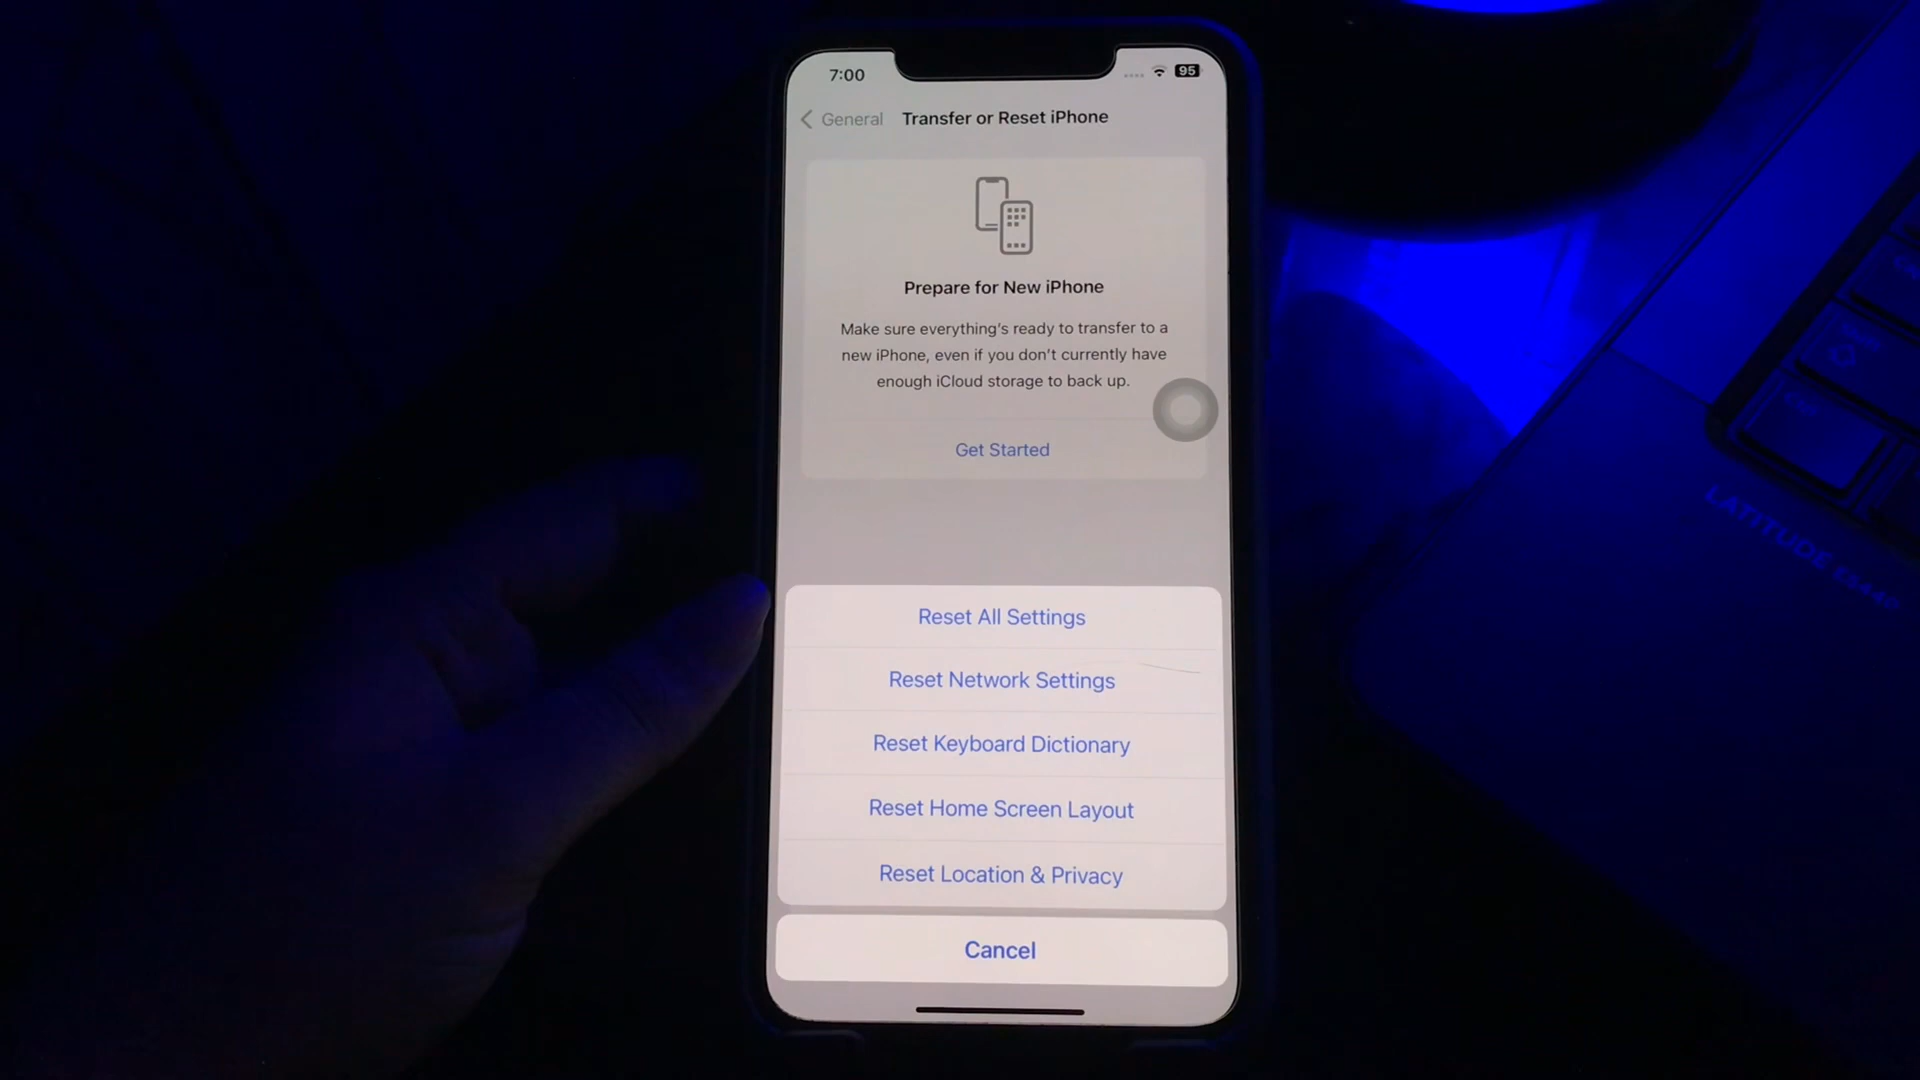 7:00
95
General
Transfer or Reset iPhone
Prepare for New iPhone
Make sure everything's ready to transfer to a
new iPhone, even if you don't currently have
enough iCloud storage to back up.
Get Started
Reset All Settings
Reset Network Settings
Reset Keyboard Dictionary
Reset Home Screen Layout
Reset Location & Privacy
Cancel
LATITUDE